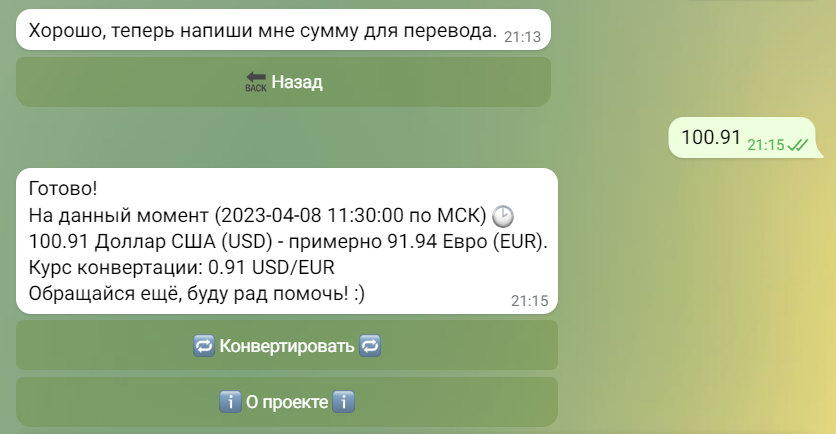 Хорошо, теперь напиши мне сумму для перевода. 21:13
BACK Назад
100.91 21:15
Готово!
На данный момент (2023-04-08 11:30:00 по МСК)
100.91 Доллар США (USD) - примерно 91.94 Евро (EUR).
Курс конвертации: 0.91 USD/EUR
Обращайся ещё, буду рад помочь! :) 21:15
Конвертировать
О проекте